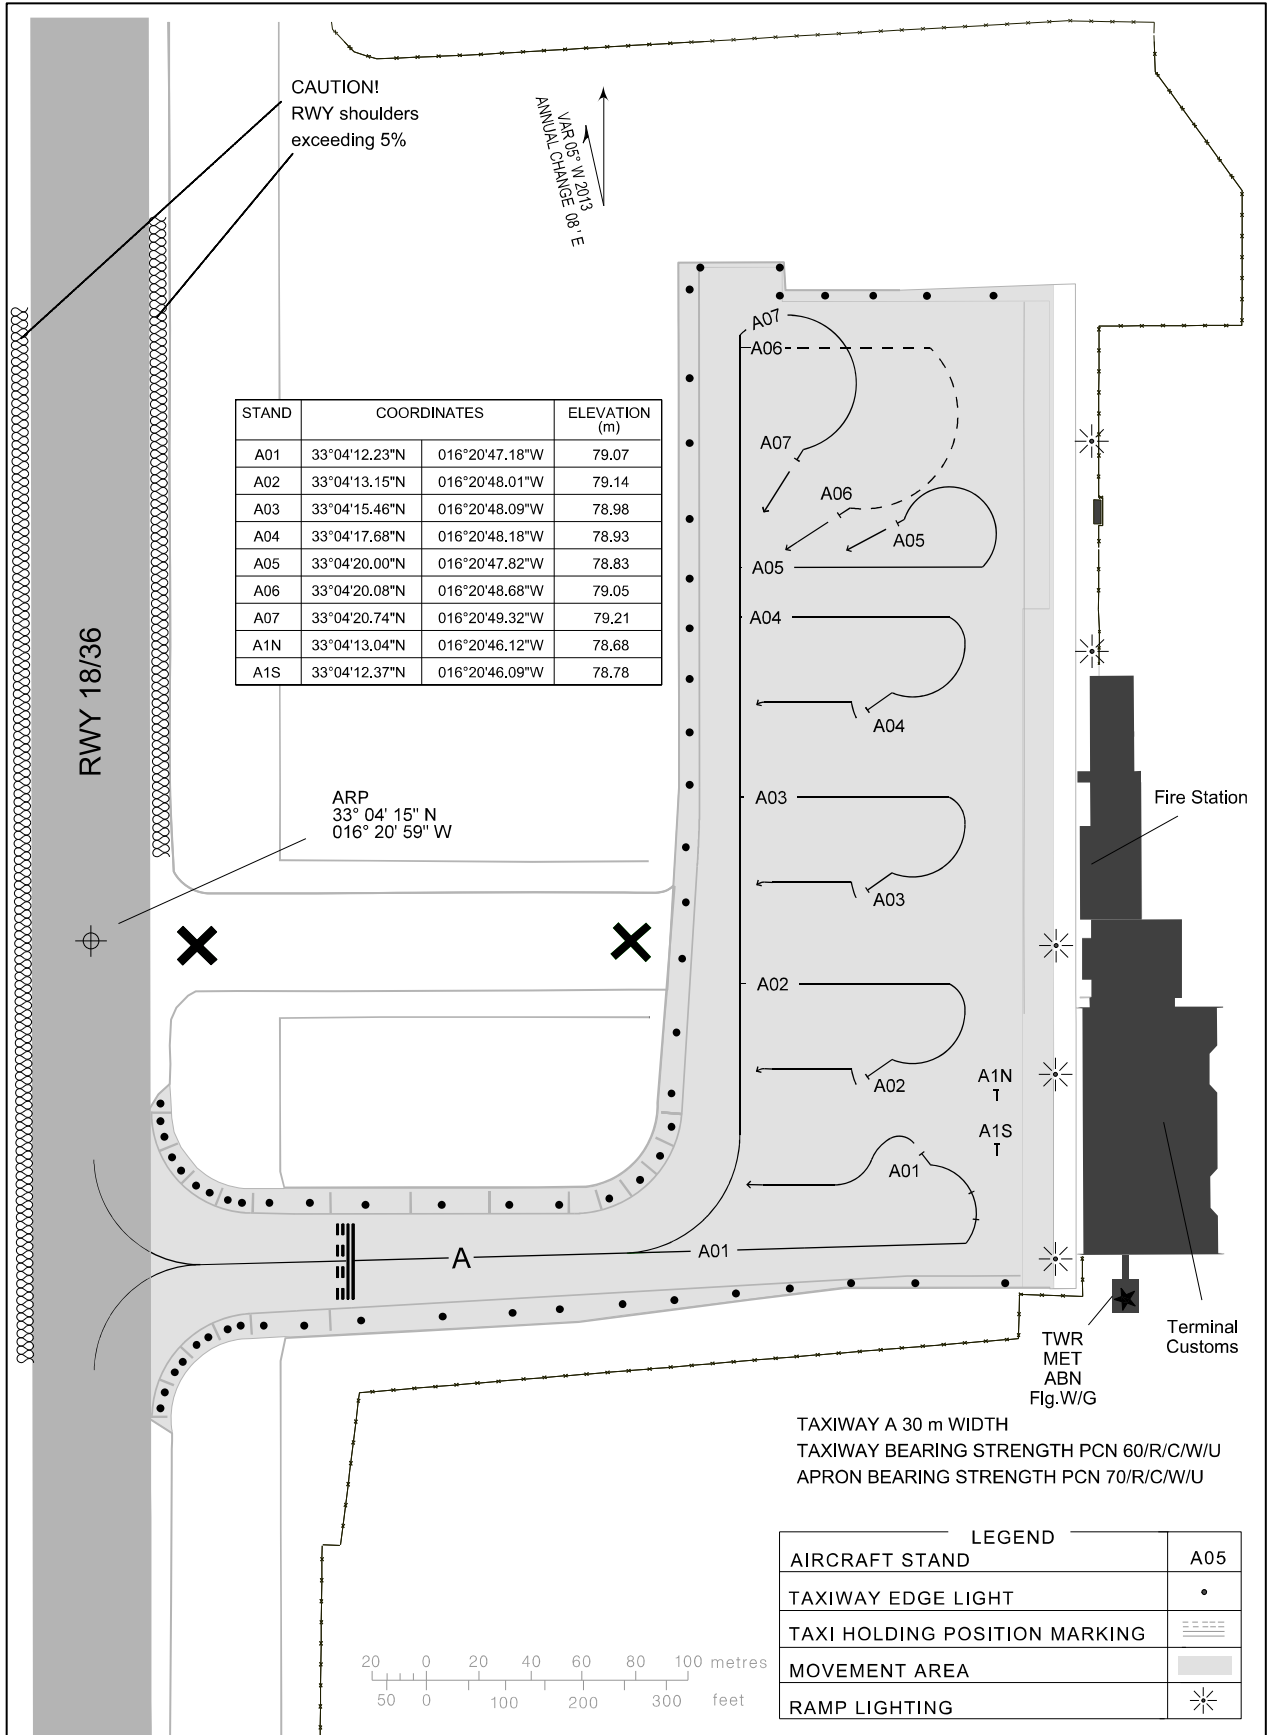 CAUTION!
RWY shoulders
exceeding 5%
VAR 05° W 2013
ANNUAL CHANGE 08' E
STAND COORDINATES ELEVATION
(m)
A01 33°04'12.23"N 016°20'47.18"W 79.07
A02 33°04'13.15"N 016°20'48.01"W 79.14
A03 33°04'15.46"N 016°20'48.09"W 78.98
A04 33°04'17.68"N 016°20'48.18"W 78.93
A05 33°04'20.00"N 016°20'47.82"W 78.83
A06 33°04'20.08"N 016°20'48.68"W 79.05
A07 33°04'20.74"N 016°20'49.32"W 79.21
A1N 33°04'13.04"N 016°20'46.12"W 78.68
A1S 33°04'12.37"N 016°20'46.09"W 78.78
RWY 18/36
ARP
33° 04' 15" N
016° 20' 59" W
A07
A06
A07
A06
A05
A05
A04
A04
A03
A03
A02
A02
A1N
A1S
A01
A01
A
Fire Station
Terminal
Customs
TWR
MET
ABN
Flg.W/G
TAXIWAY A 30 m WIDTH
TAXIWAY BEARING STRENGTH PCN 60/R/C/W/U
APRON BEARING STRENGTH PCN 70/R/C/W/U
LEGEND
AIRCRAFT STAND A05
TAXIWAY EDGE LIGHT
TAXI HOLDING POSITION MARKING
MOVEMENT AREA
RAMP LIGHTING
20 0 20 40 60 80 100 metres
50 0 100 200 300 feet